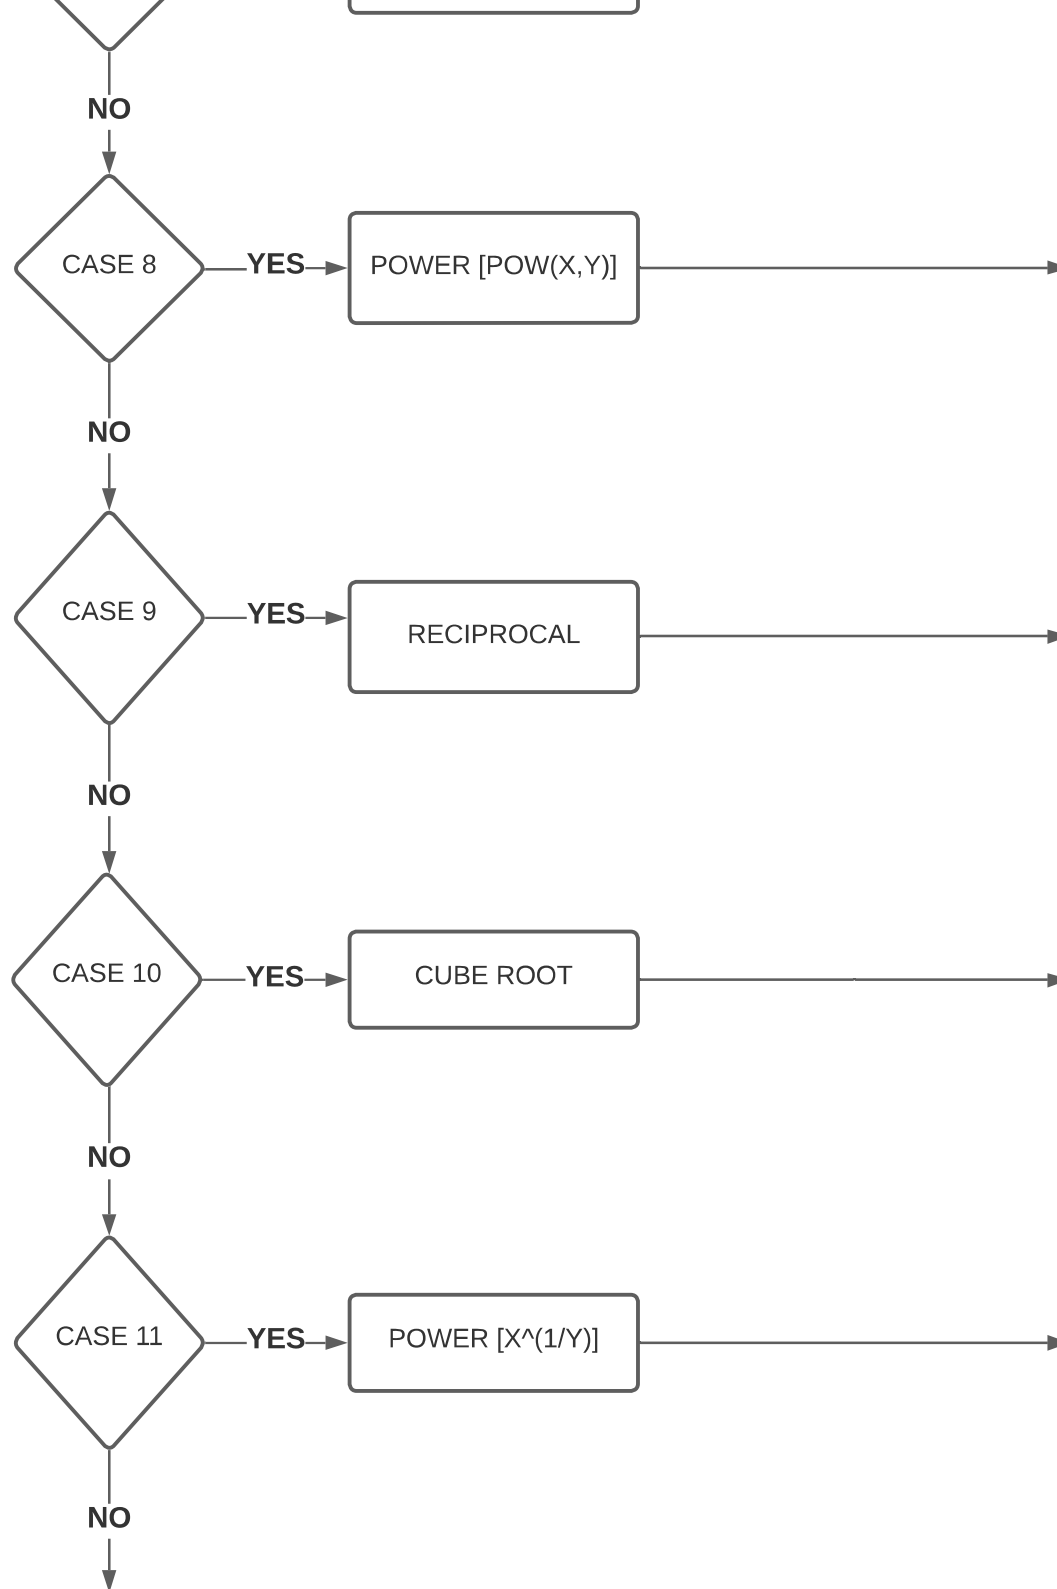 NO
CASE 8
YES
POWER [POW(X,Y)]
NO
CASE 9
YES
RECIPROCAL
NO
CASE 10
YES
CUBE ROOT
NO
CASE 11
YES
POWER [X^(1/Y)]
NO